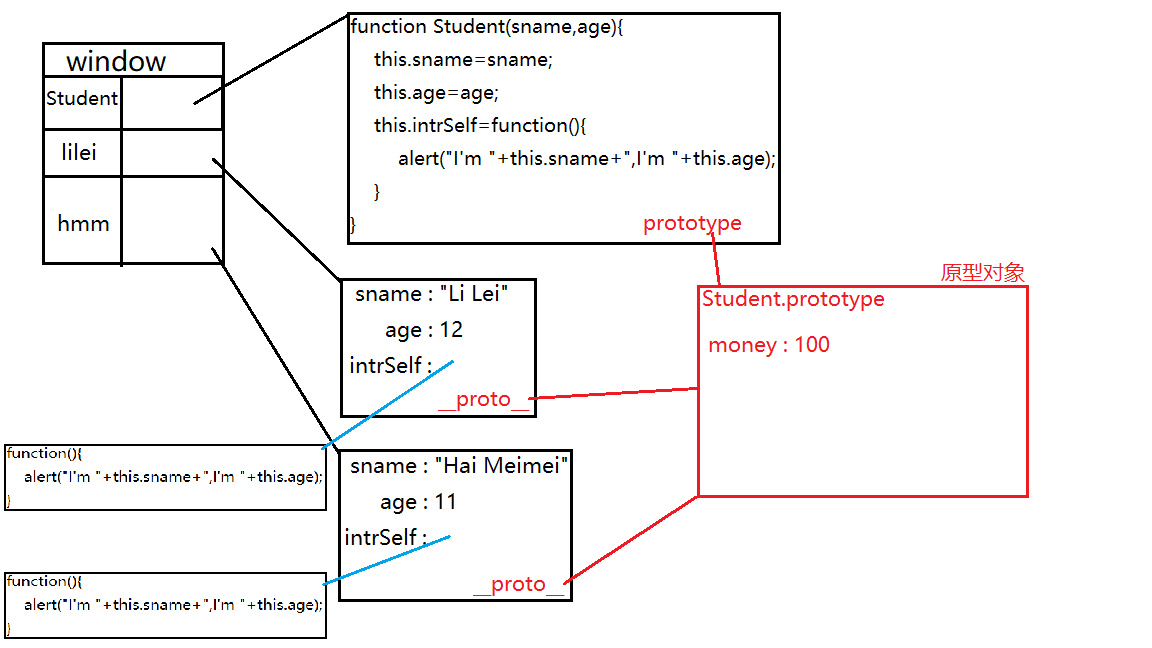 window
Student
lilei
hmm
function Student(sname,age){
this.sname=sname;
this.age=age;
this.intrSelf=function(){
alert("I'm "+this.sname+",I'm "+this.age);
}
}
prototype
sname : "Li Lei"
age : 12
intrSelf :
__proto__
原型对象
Student.prototype
money : 100
function(){
alert("I'm "+this.sname+",I'm "+this.age);
}
sname : "Hai Meimei"
age : 11
intrSelf :
__proto__
function(){
alert("I'm "+this.sname+",I'm "+this.age);
}